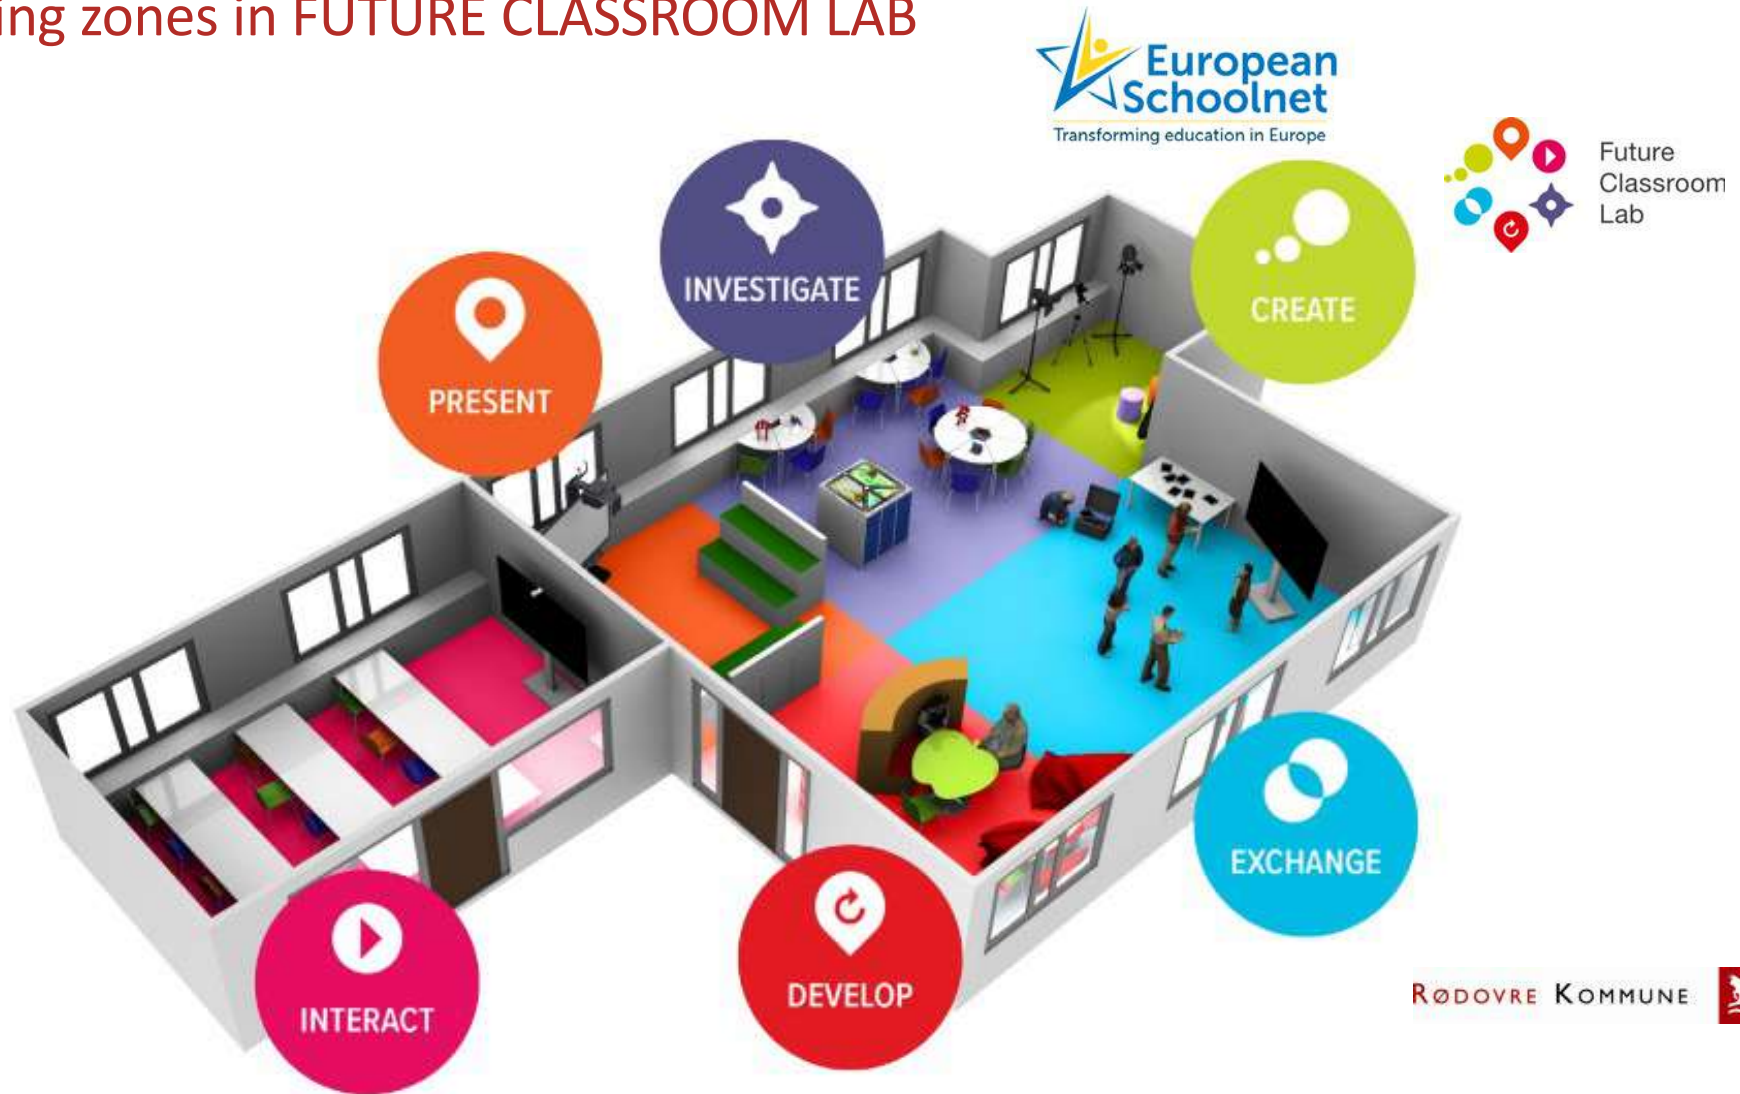 ing zones in FUTURE CLASSROOM LAB
European
Schoolnet
Transforming education in Europe
Future
Classroom
Lab
INVESTIGATE
CREATE
PRESENT
EXCHANGE
DEVELOP
INTERACT
RØDOVRE KOMMUNE